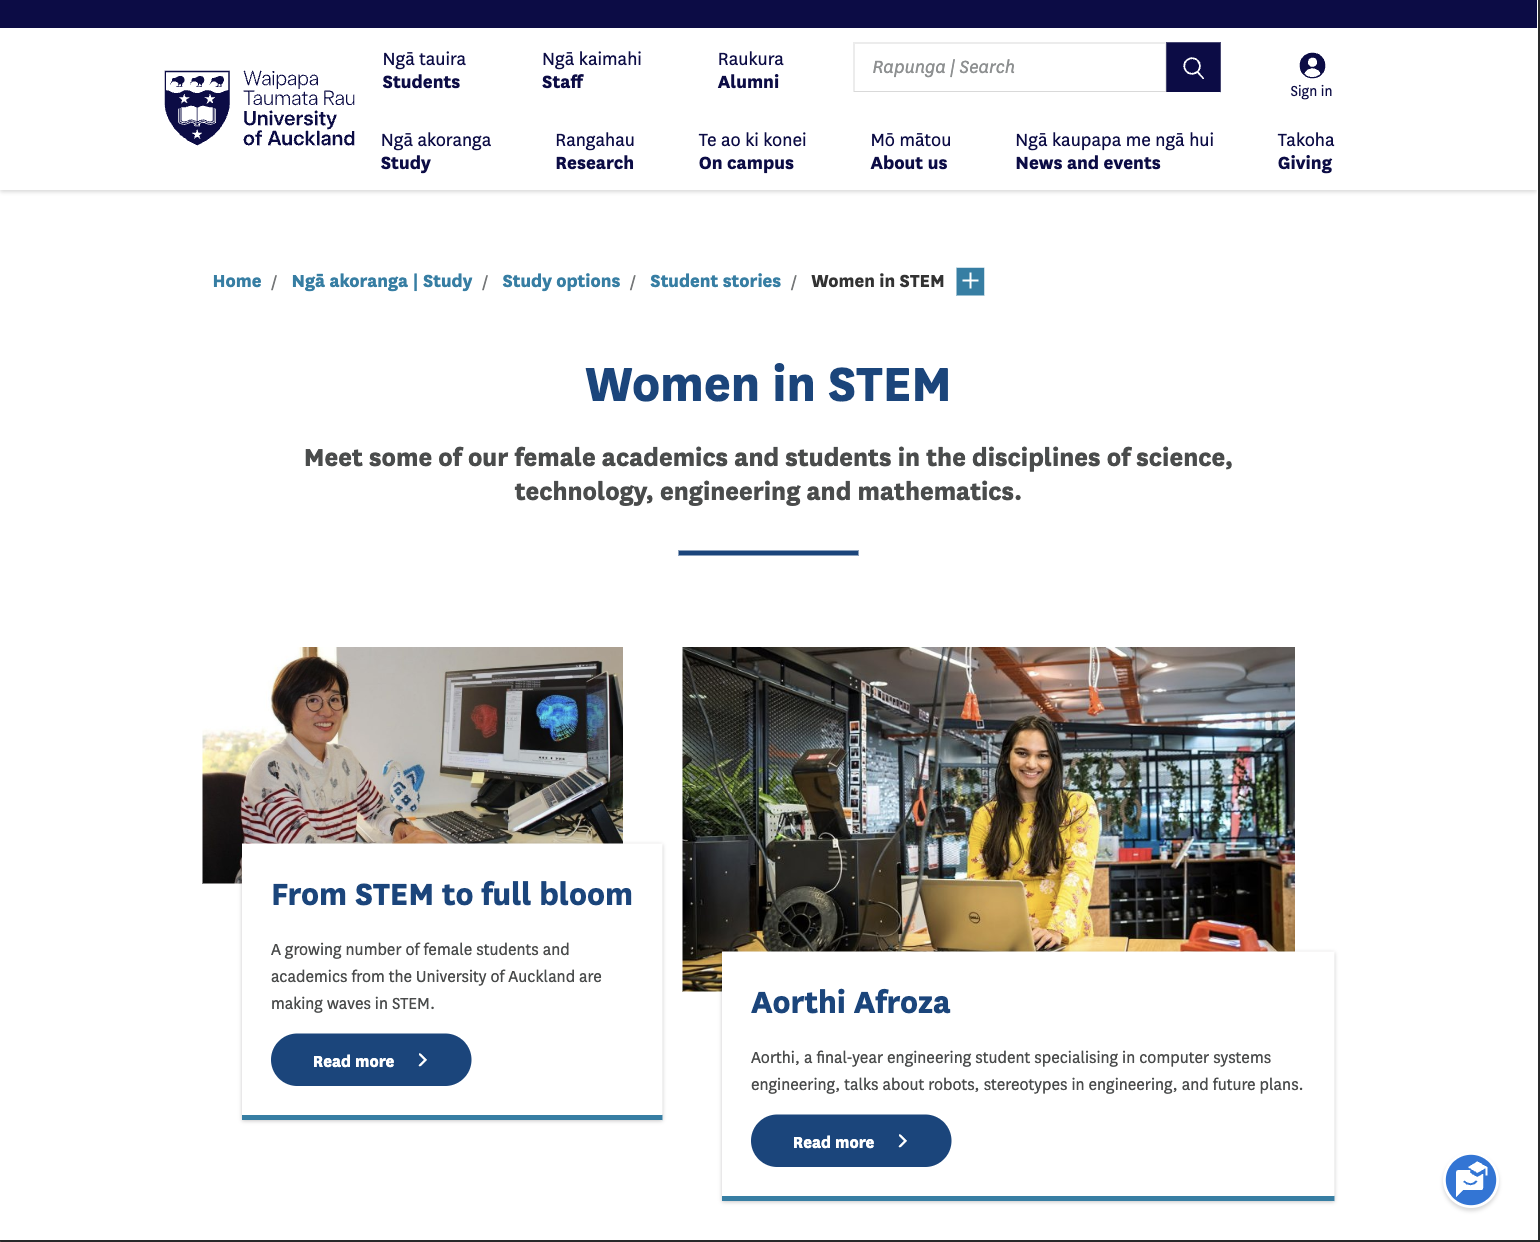 Waipapa
Taumata Rau
University
of Auckland
Ngā tauira
Students
Ngā kaimahi
Staff
Raukura
Alumni
Rapunga | Search
Sign in
Ngā akoranga
Study
Rangahau
Research
Te ao ki konei
On campus
Mō mātou
About us
Ngā kaupapa me ngā hui
News and events
Takoha
Giving
Home / Ngā akoranga | Study / Study options / Student stories / Women in STEM +
Women in STEM
Meet some of our female academics and students in the disciplines of science,
technology, engineering and mathematics.
From STEM to full bloom
A growing number of female students and
academics from the University of Auckland are
making waves in STEM.
Read more
DELL
Aorthi Afroza
Aorthi, a final-year engineering student specialising in computer systems
engineering, talks about robots, stereotypes in engineering, and future plans.
Read more